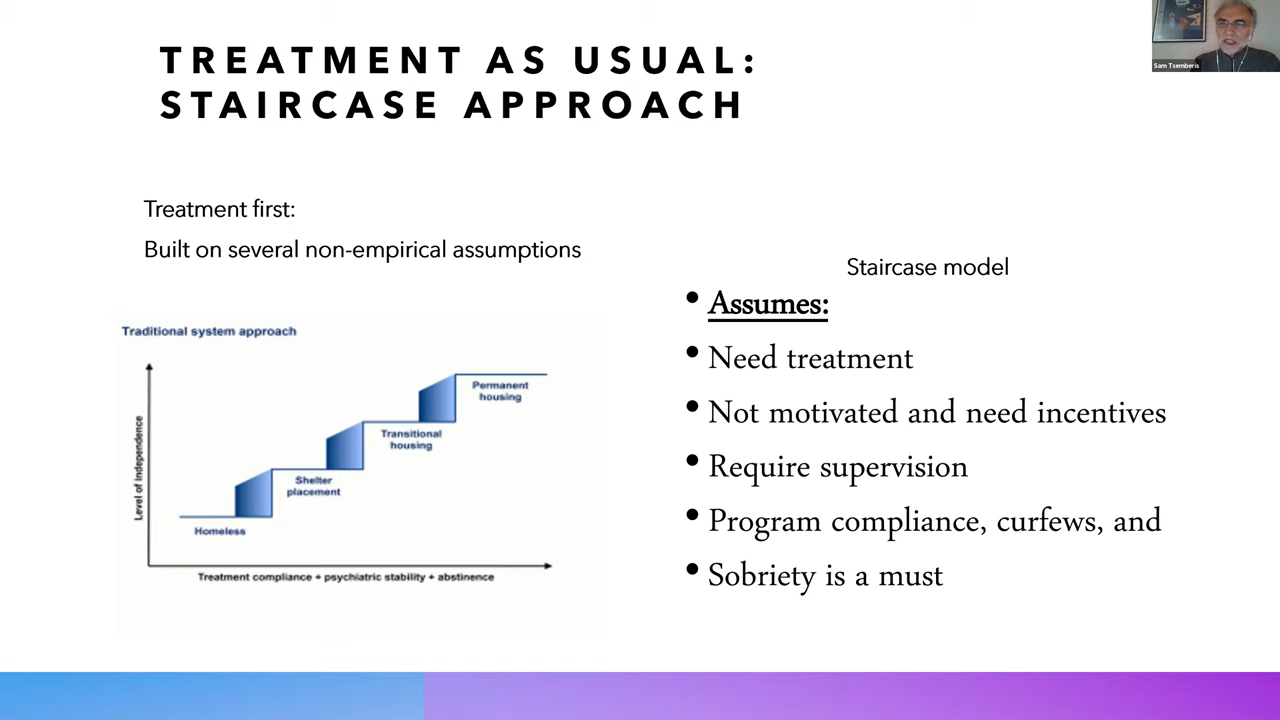 TREATMENT AS USUAL:
STAIRCASE APPROACH
Sam Tsemberis
Treatment first:
Built on several non-empirical assumptions
Traditional system approach
Level of independence
Homeless
Shelter
placement
Transitional
housing
Permanent
housing
Treatment compliance + psychiatric stability + abstinence
Staircase model
• Assumes:
• Need treatment
• Not motivated and need incentives
• Require supervision
• Program compliance, curfews, and
• Sobriety is a must